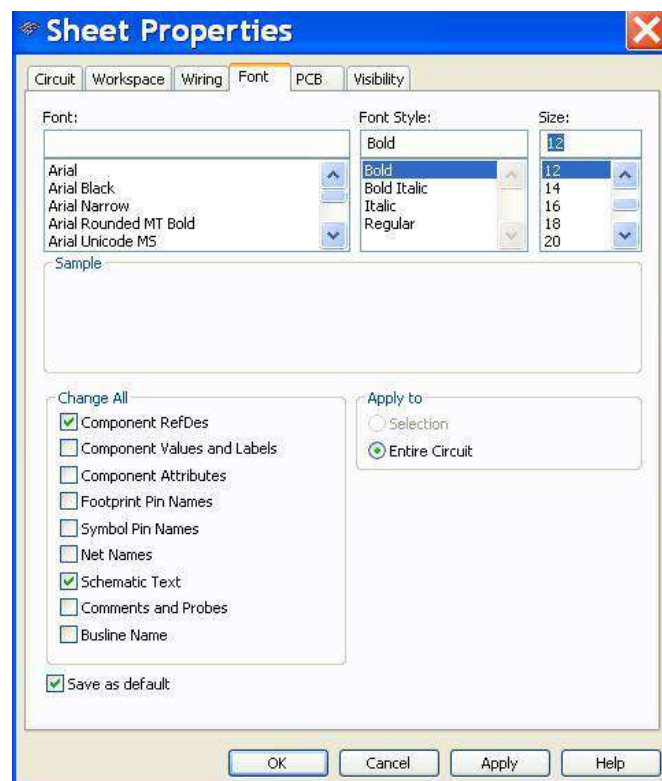 Sheet Properties
Circuit Workspace Wiring Font PCB Visibility
Font: Font Style: Size:
Bold 12
Arial Bold 12
Arial Black Bold Italic 14
Arial Narrow Italic 16
Arial Rounded MT Bold Regular 18
Arial Unicode MS 20
Sample
Change All Apply to
Component RefDes Selection
Component Values and Labels Entire Circuit
Component Attributes
Footprint Pin Names
Symbol Pin Names
Net Names
Schematic Text
Comments and Probes
Busline Name
Save as default
OK Cancel Apply Help